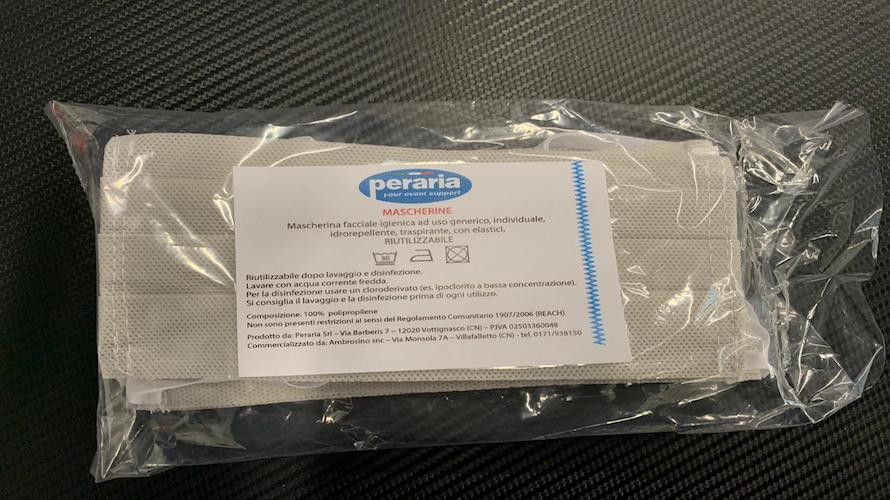 peraria
your event support
MASCHERINE
Mascherina facciale igienica ad uso generico, individuale,
idrorepellente, traspirante, con elastici,
RIUTILIZZABILE
30
Riutilizzabile dopo lavaggio e disinfezione.
Lavare con acqua corrente fredda.
Per la disinfezione usare un cloroderivato (es. ipoclorito a bassa concentrazione).
Si consiglia il lavaggio e la disinfezione prima di ogni utilizzo.
Composizione: 100% polipropilene
Non sono presenti restrizioni ai sensi del Regolamento Comunitario 1907/2006 (REACH)
Prodotto da: Peraria Srl – Via Barberis 7 – 12020 Vottignasco (CN) – P.IVA 02503360048
Commercializzato da: Ambrosino snc – Via Monsola 7A – Villafalletto (CN) - tel. 0171/938150